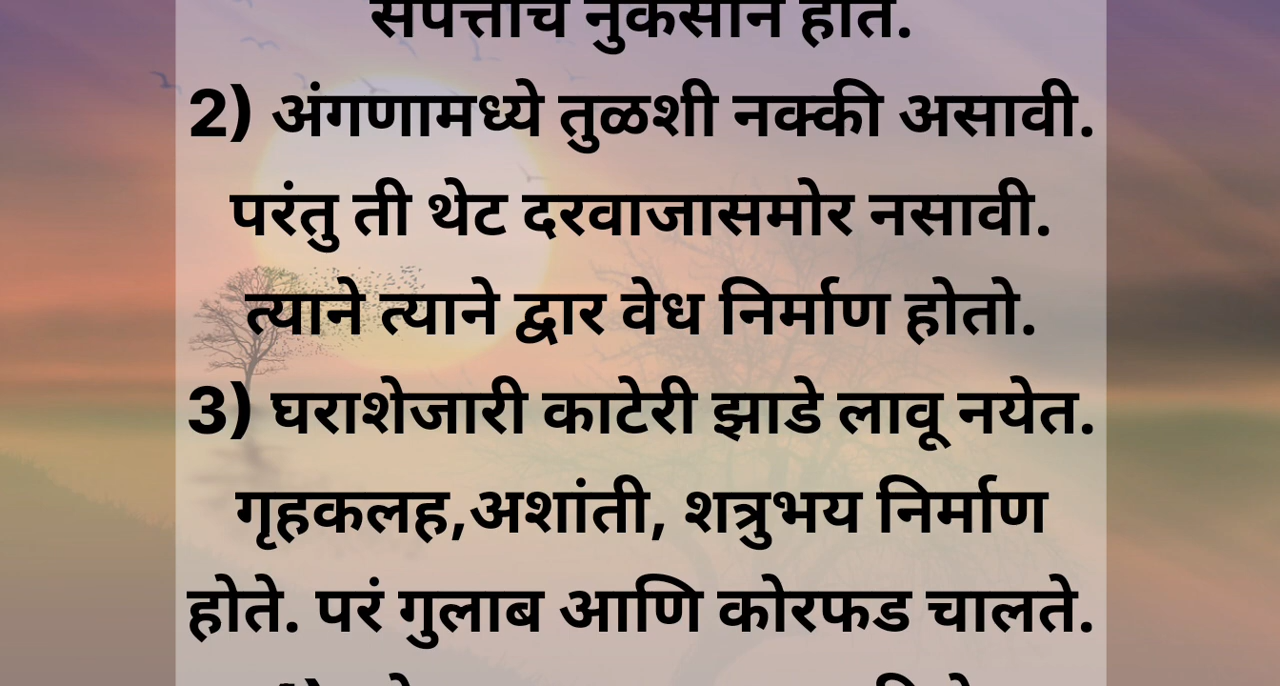 नुकसान होते.
2) अंगणामध्ये तुळशी नक्की असावी.
परंतु ती थेट दरवाजासमोर नसावी.
त्याने त्याने द्वार वेध निर्माण होतो.
3) घराशेजारी काटेरी झाडे लावू नयेत.
गृहकलह,अशांती, शत्रुभय निर्माण
होते. परं गुलाब आणि कोरफड चालते.